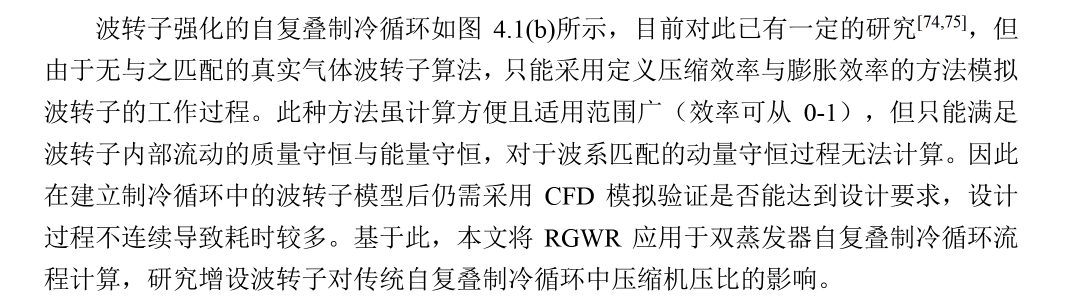 波转子强化的自复叠制冷循环如图 4.1(b)所示，目前对此已有一定的研究[74,75]，但
由于无与之匹配的真实气体波转子算法，只能采用定义压缩效率与膨胀效率的方法模拟
波转子的工作过程。此种方法虽计算方便且适用范围广（效率可从 0-1），但只能满足
波转子内部流动的质量守恒与能量守恒，对于波系匹配的动量守恒过程无法计算。因此
在建立制冷循环中的波转子模型后仍需采用 CFD 模拟验证是否能达到设计要求，设计
过程不连续导致耗时较多。基于此，本文将 RGWR 应用于双蒸发器自复叠制冷循环流
程计算，研究增设波转子对传统自复叠制冷循环中压缩机压比的影响。